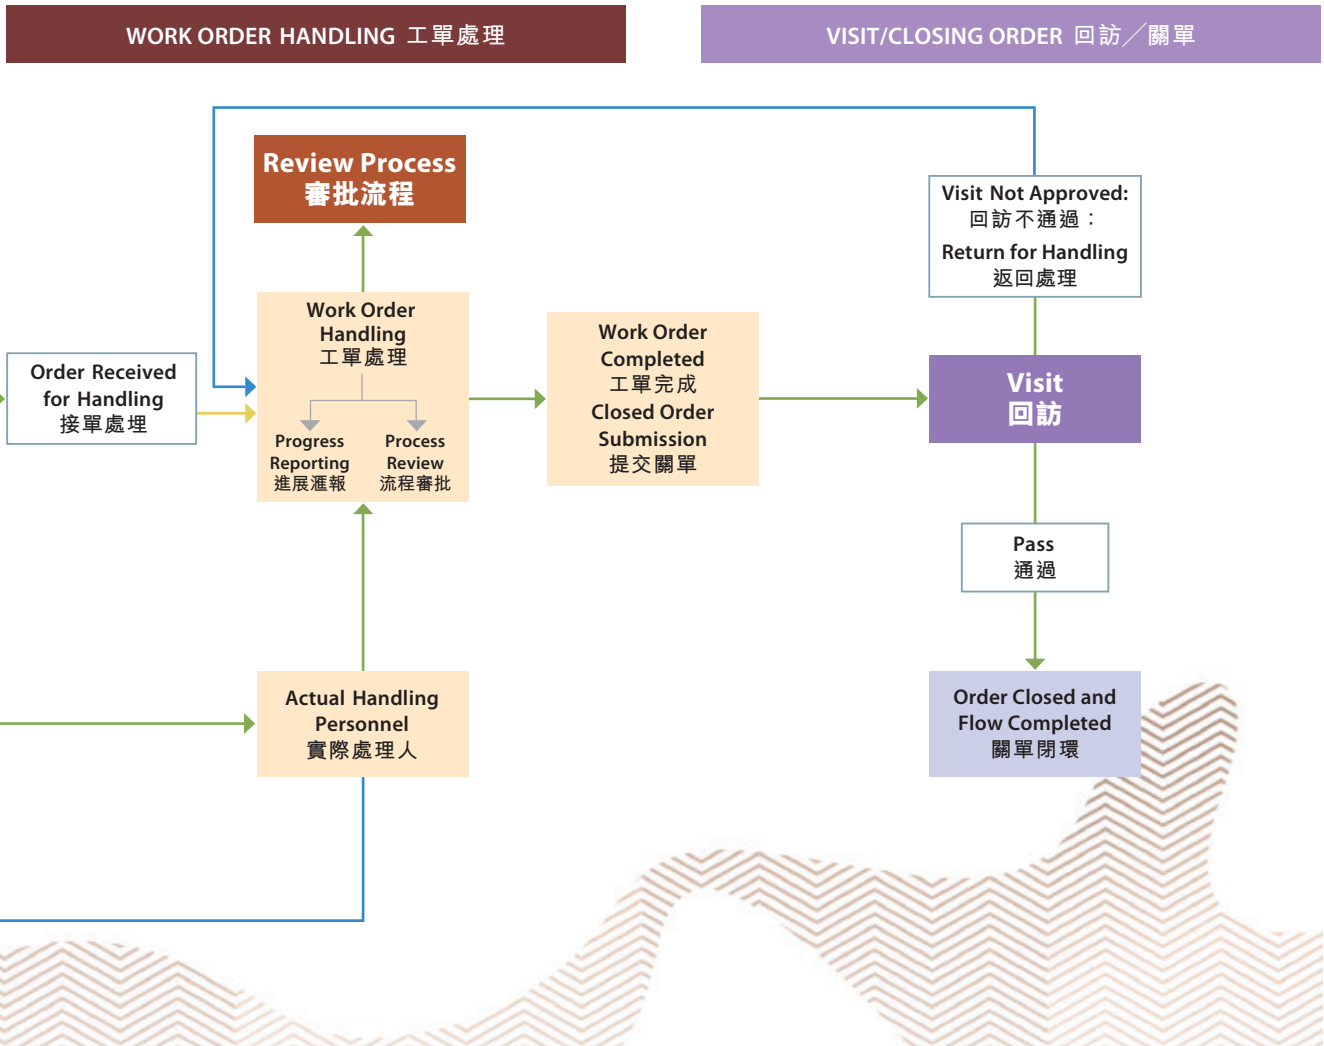 WORK ORDER HANDLING 工單處理
VISIT/CLOSING ORDER 回訪／關單
Review Process
審批流程
Visit Not Approved:
回訪不通過：
Return for Handling
返回處理
Work Order
Handling
工單處理
Progress
Reporting
進展滙報
Process
Review
流程審批
Order Received
for Handling
接單處埋
Work Order
Completed
工單完成
Closed Order
Submission
提交關單
Visit
回訪
Pass
通過
Actual Handling
Personnel
實際處理人
Order Closed and
Flow Completed
關單閉環